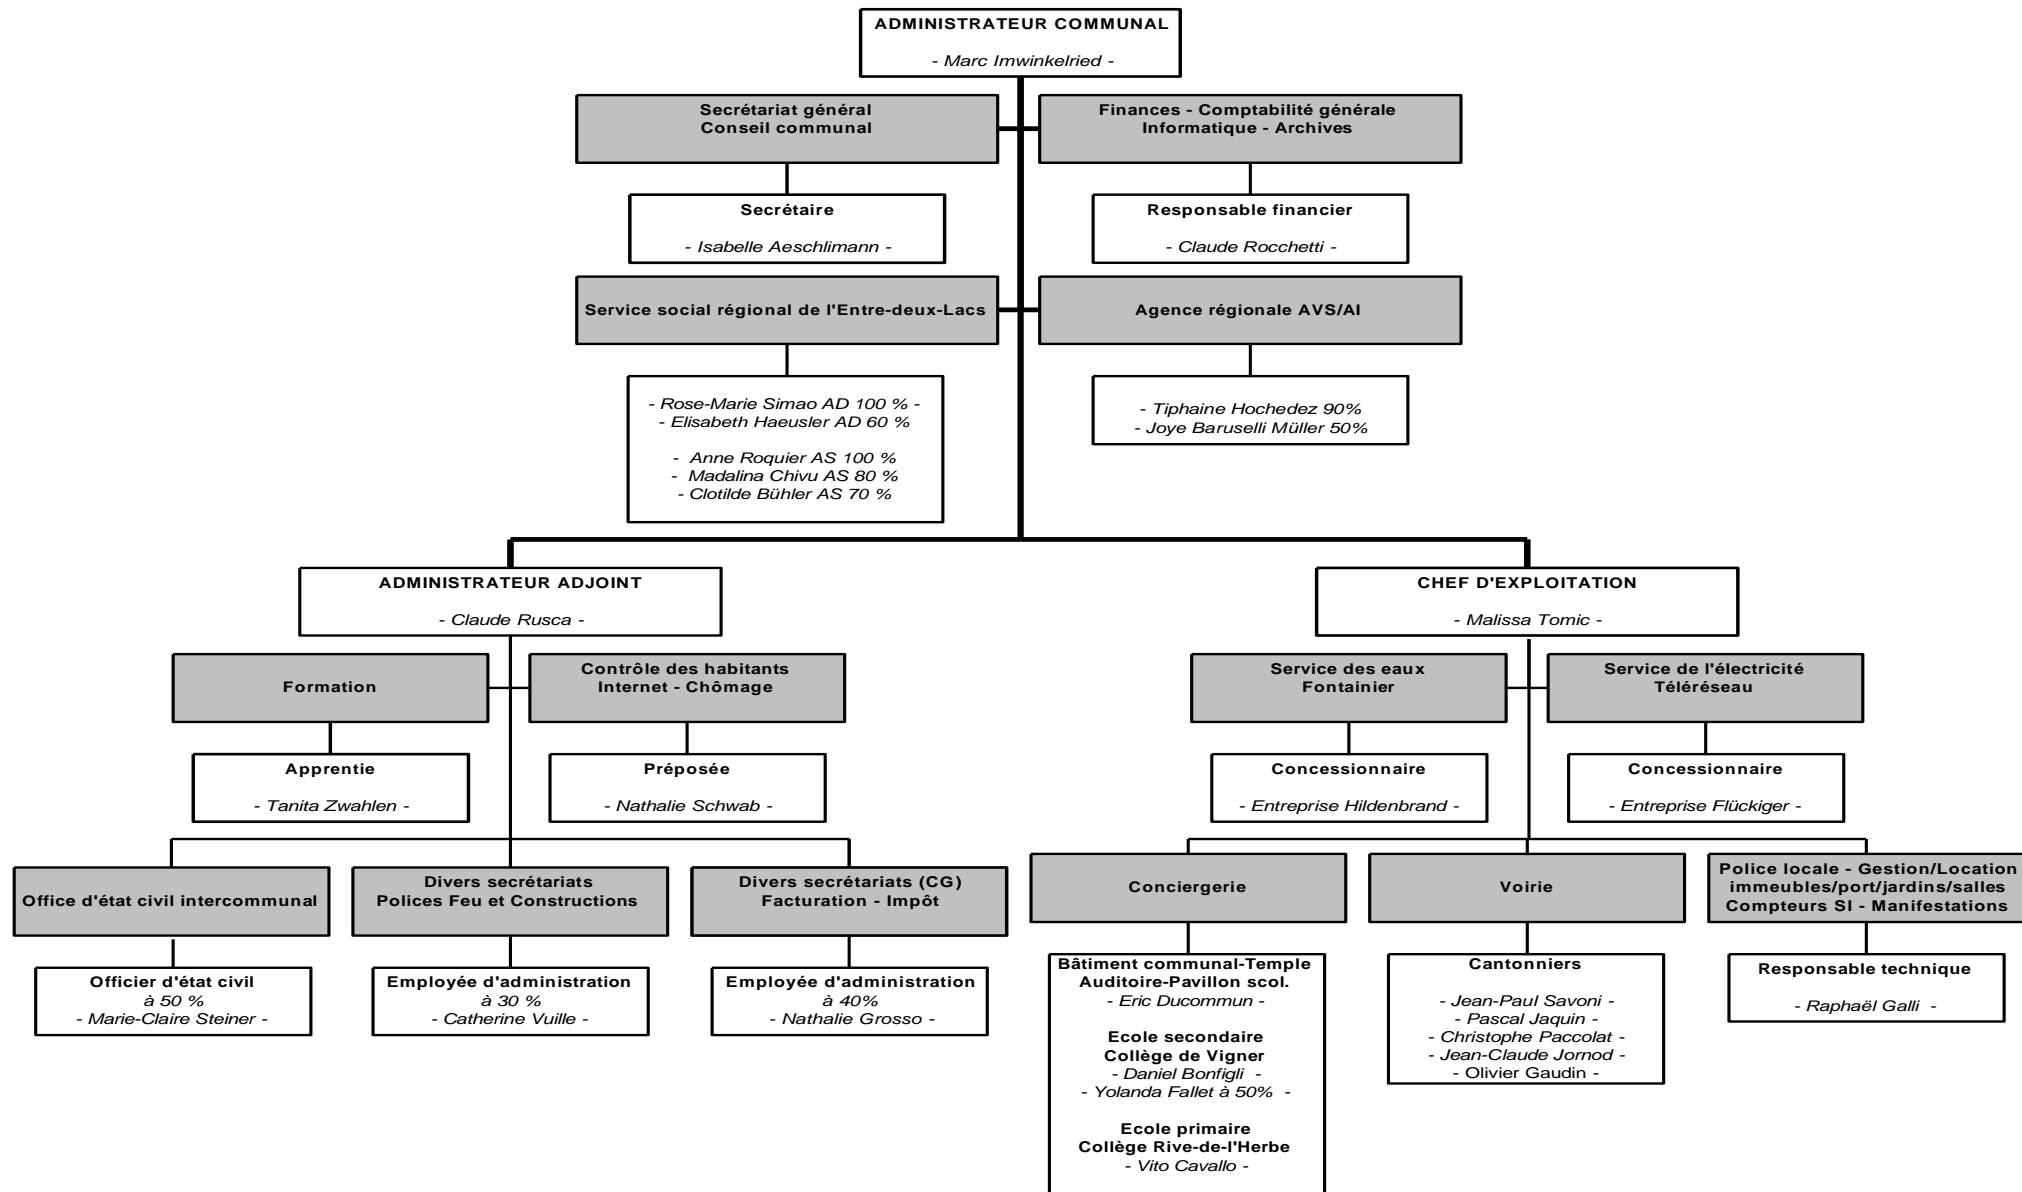 ADMINISTRATEUR COMMUNAL
- Marc Imwinkelried -
Secrétariat général
Conseil communal
Finances - Comptabilité générale
Informatique - Archives
Secrétaire
- Isabelle Aeschlimann -
Responsable financier
- Claude Rocchetti -
Service social régional de l'Entre-deux-Lacs
Agence régionale AVS/AI
- Rose-Marie Simao AD 100 % -
- Elisabeth Haeusler AD 60 %
- Anne Roquier AS 100 %
- Madalina Chivu AS 80 %
- Clotilde Bühler AS 70 %
- Tiphaine Hochedez 90%
- Joye Baruselli Müller 50%
ADMINISTRATEUR ADJOINT
- Claude Rusca -
CHEF D'EXPLOITATION
- Malissa Tomic -
Formation
Contrôle des habitants
Internet - Chômage
Service des eaux
Fontainier
Service de l'électricité
Téléréseau
Apprentie
- Tanita Zwahlen -
Préposée
- Nathalie Schwab -
Concessionnaire
- Entreprise Hildenbrand -
Concessionnaire
- Entreprise Flückiger -
Office d'état civil intercommunal
Divers secrétariats
Polices Feu et Constructions
Divers secrétariats (CG)
Facturation - Impôt
Conciergerie
Voirie
Police locale - Gestion/Location
immeubles/port/jardins/salles
Compteurs SI - Manifestations
Officier d'état civil
à 50 %
- Marie-Claire Steiner -
Employée d'administration
à 30 %
- Catherine Vuille -
Employée d'administration
à 40%
- Nathalie Grosso -
Bâtiment communal-Temple
Auditoire-Pavillon scol.
- Eric Ducommun -
Ecole secondaire
Collège de Vigner
- Daniel Bonfigli -
- Yolanda Fallet à 50% -
Ecole primaire
Collège Rive-de-l'Herbe
- Vito Cavallo -
Cantonniers
- Jean-Paul Savoni -
- Pascal Jaquin -
- Christophe Paccolat -
- Jean-Claude Jornod -
- Olivier Gaudin -
Responsable technique
- Raphaël Galli -